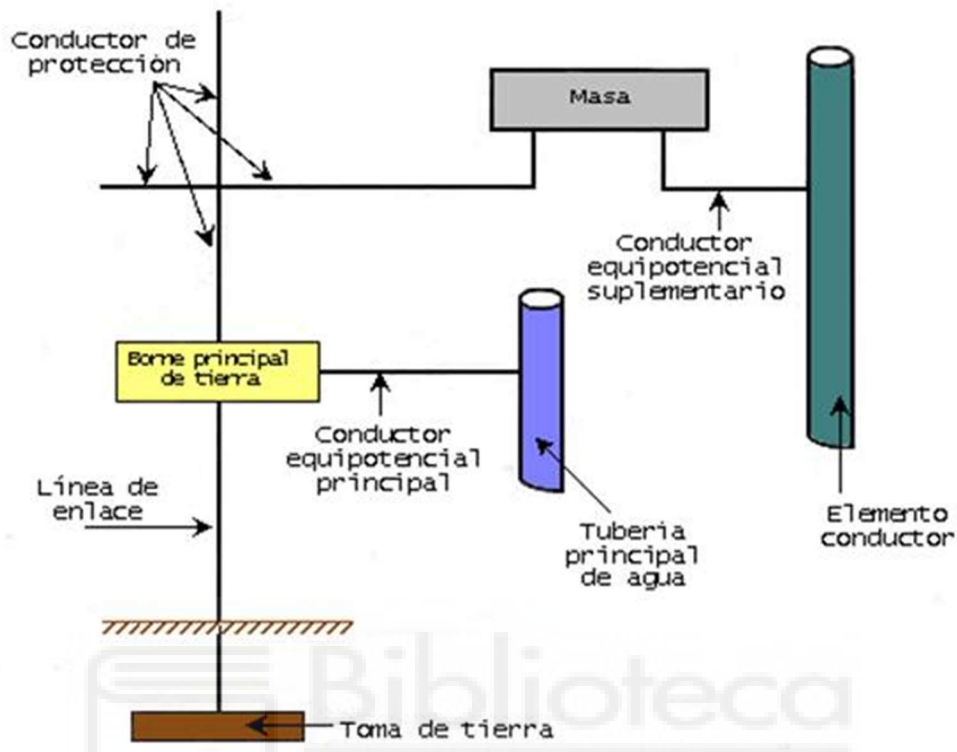 Conductor de
protección
Masa
Conductor
equipotencial
suplementario
Borne principal
de tierra
Conductor
equipotencial
principal
Línea de
enlace
Tuberia
principal
de agua
Elemento
conductor
Biblioteca
Toma de tierra